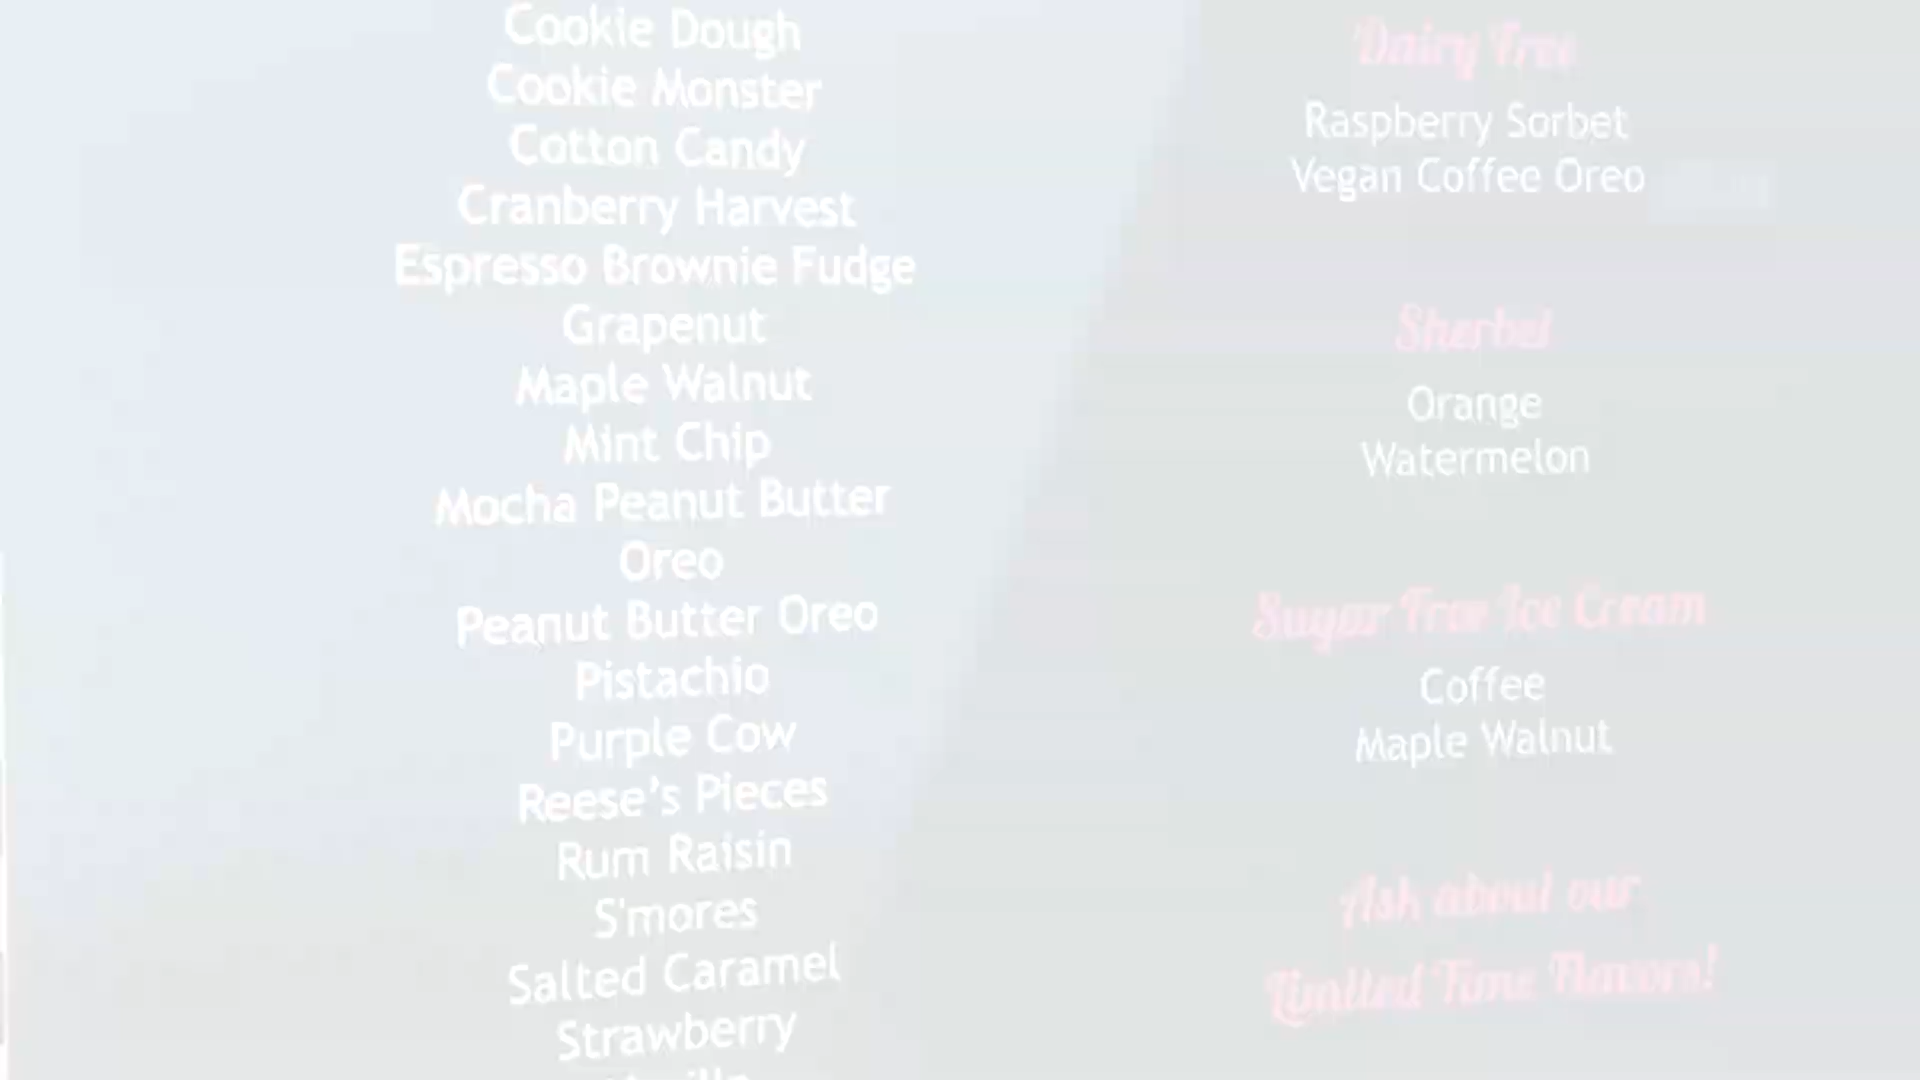 Cookie Dough
Cookie Monster
Cotton Candy
Cranberry Harvest
Espresso Brownie Fudge
Grapenut
Maple Walnut
Mint Chip
Mocha Peanut Butter
Oreo
Peanut Butter Oreo
Pistachio
Purple Cow
Reese's Pieces
Rum Raisin
S'mores
Salted Caramel
Strawberry
Dairy Free
Raspberry Sorbet
Vegan Coffee Oreo
Sherbet
Orange
Watermelon
Sugar Free Ice Cream
Coffee
Maple Walnut
Ask about our
Limited Time Flavors!